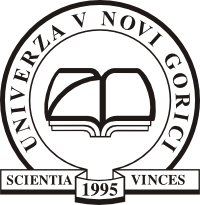 UNIVERZA V NOVI GORICI
SCIENTIA VINCES
1995